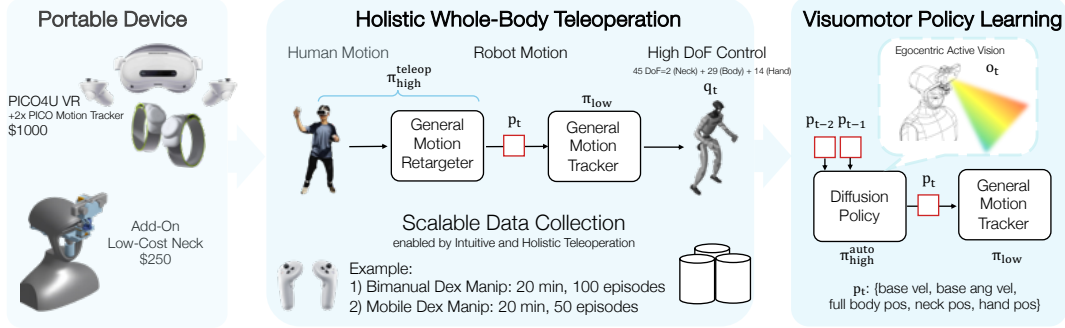 Portable Device
PICO4U VR
+2x PICO Motion Tracker
$1000
Add-On
Low-Cost Neck
$250
Holistic Whole-Body Teleoperation
Human Motion
Robot Motion
High DoF Control
45 DoF=2 (Neck) + 29 (Body) + 14 (Hand)
π_high^teleop
General
Motion
Retargeter
p_t
π_low
General
Motion
Tracker
q_t
Scalable Data Collection
enabled by Intuitive and Holistic Teleoperation
Example:
1) Bimanual Dex Manip: 20 min, 100 episodes
2) Mobile Dex Manip: 20 min, 50 episodes
Visuomotor Policy Learning
Egocentric Active Vision
o_t
p_t-2 p_t-1
Diffusion
Policy
π_high^auto
p_t
General
Motion
Tracker
π_low
p_t: {base vel, base ang vel,
full body pos, neck pos, hand pos}